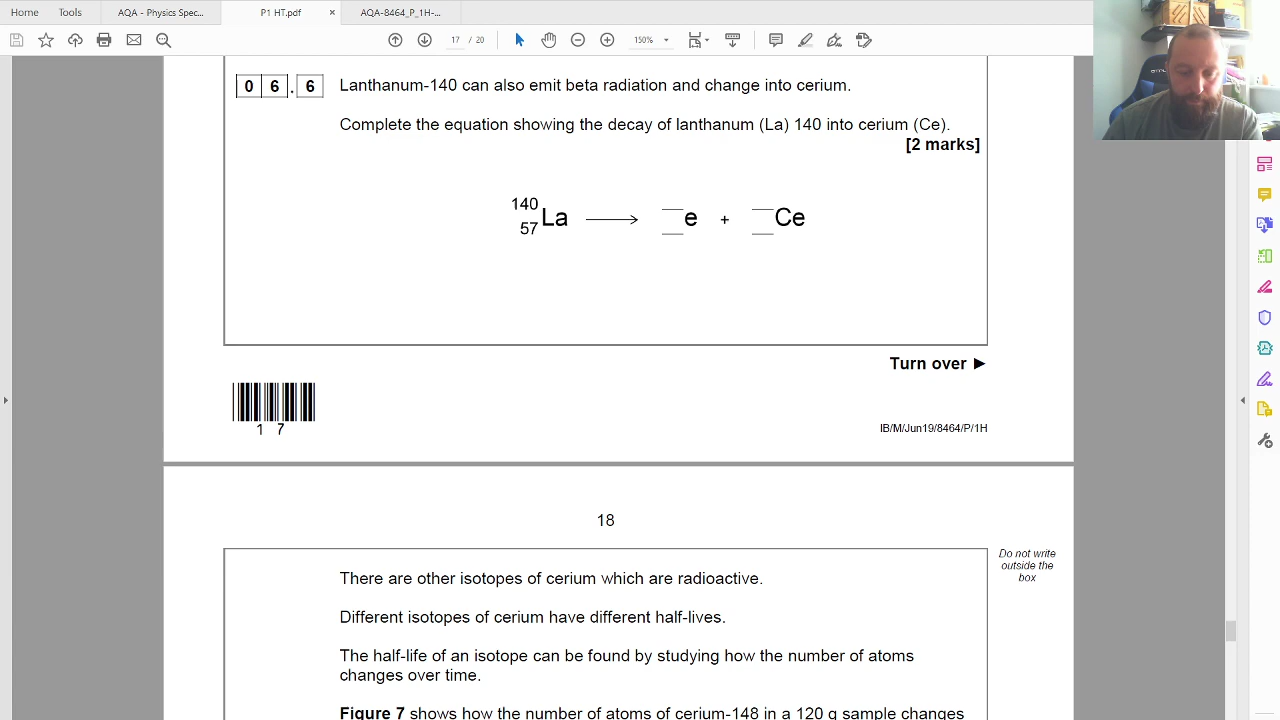 Home Tools AQA - Physics Spec... P1 HT.pdf × AQA-8464_P_1H-...
17 / 20 150%
0 6 . 6 Lanthanum-140 can also emit beta radiation and change into cerium.
Complete the equation showing the decay of lanthanum (La) 140 into cerium (Ce).
[2 marks]
140
57 La ⟶ __ e + __ Ce
Turn over ►
1 7
IB/M/Jun19/8464/P/1H
18
Do not write
outside the
box
There are other isotopes of cerium which are radioactive.
Different isotopes of cerium have different half-lives.
The half-life of an isotope can be found by studying how the number of atoms
changes over time.
Figure 7 shows how the number of atoms of cerium-148 in a 120 g sample changes